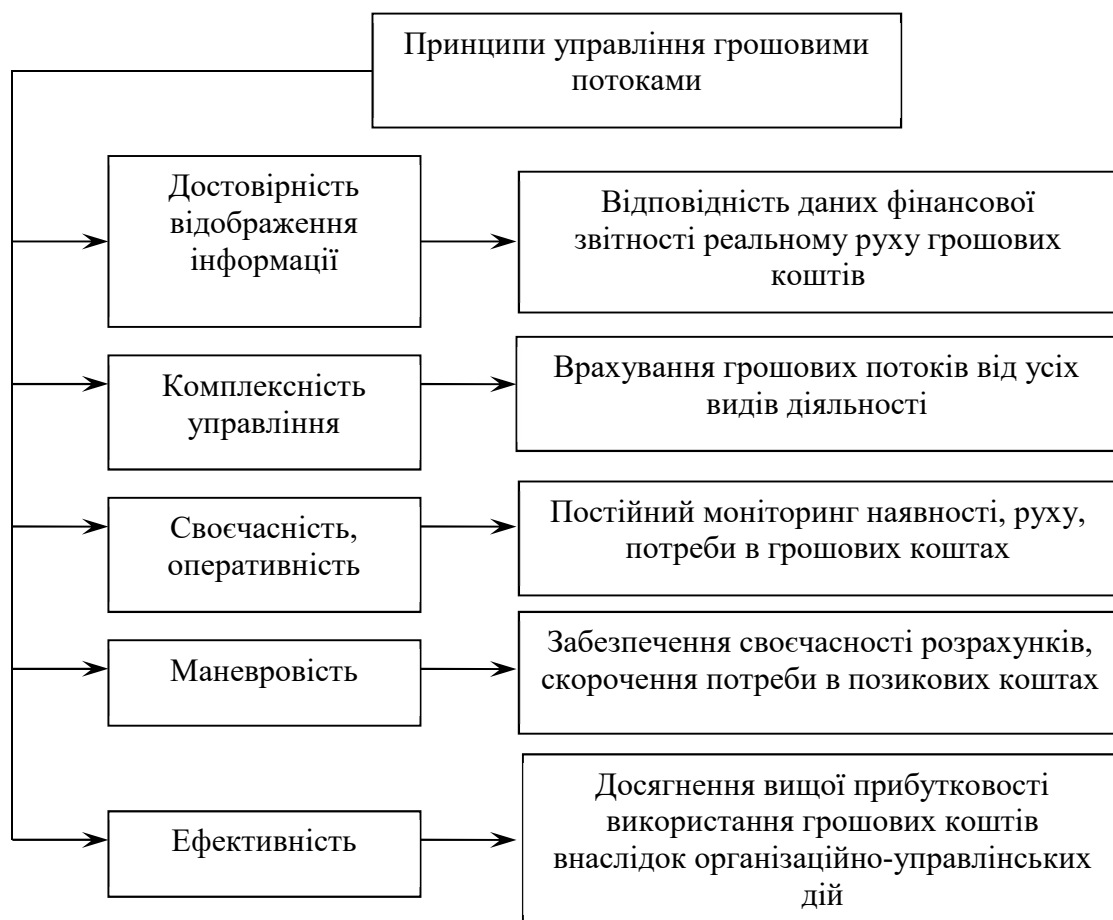 Принципи управління грошовими
потоками
Достовірність
відображення
інформації
Відповідність даних фінансової
звітності реальному руху грошових
коштів
Комплексність
управління
Врахування грошових потоків від усіх
видів діяльності
Своєчасність,
оперативність
Постійний моніторинг наявності, руху,
потреби в грошових коштах
Маневровість
Забезпечення своєчасності розрахунків,
скорочення потреби в позикових коштах
Ефективність
Досягнення вищої прибутковості
використання грошових коштів
внаслідок організаційно-управлінських
дій